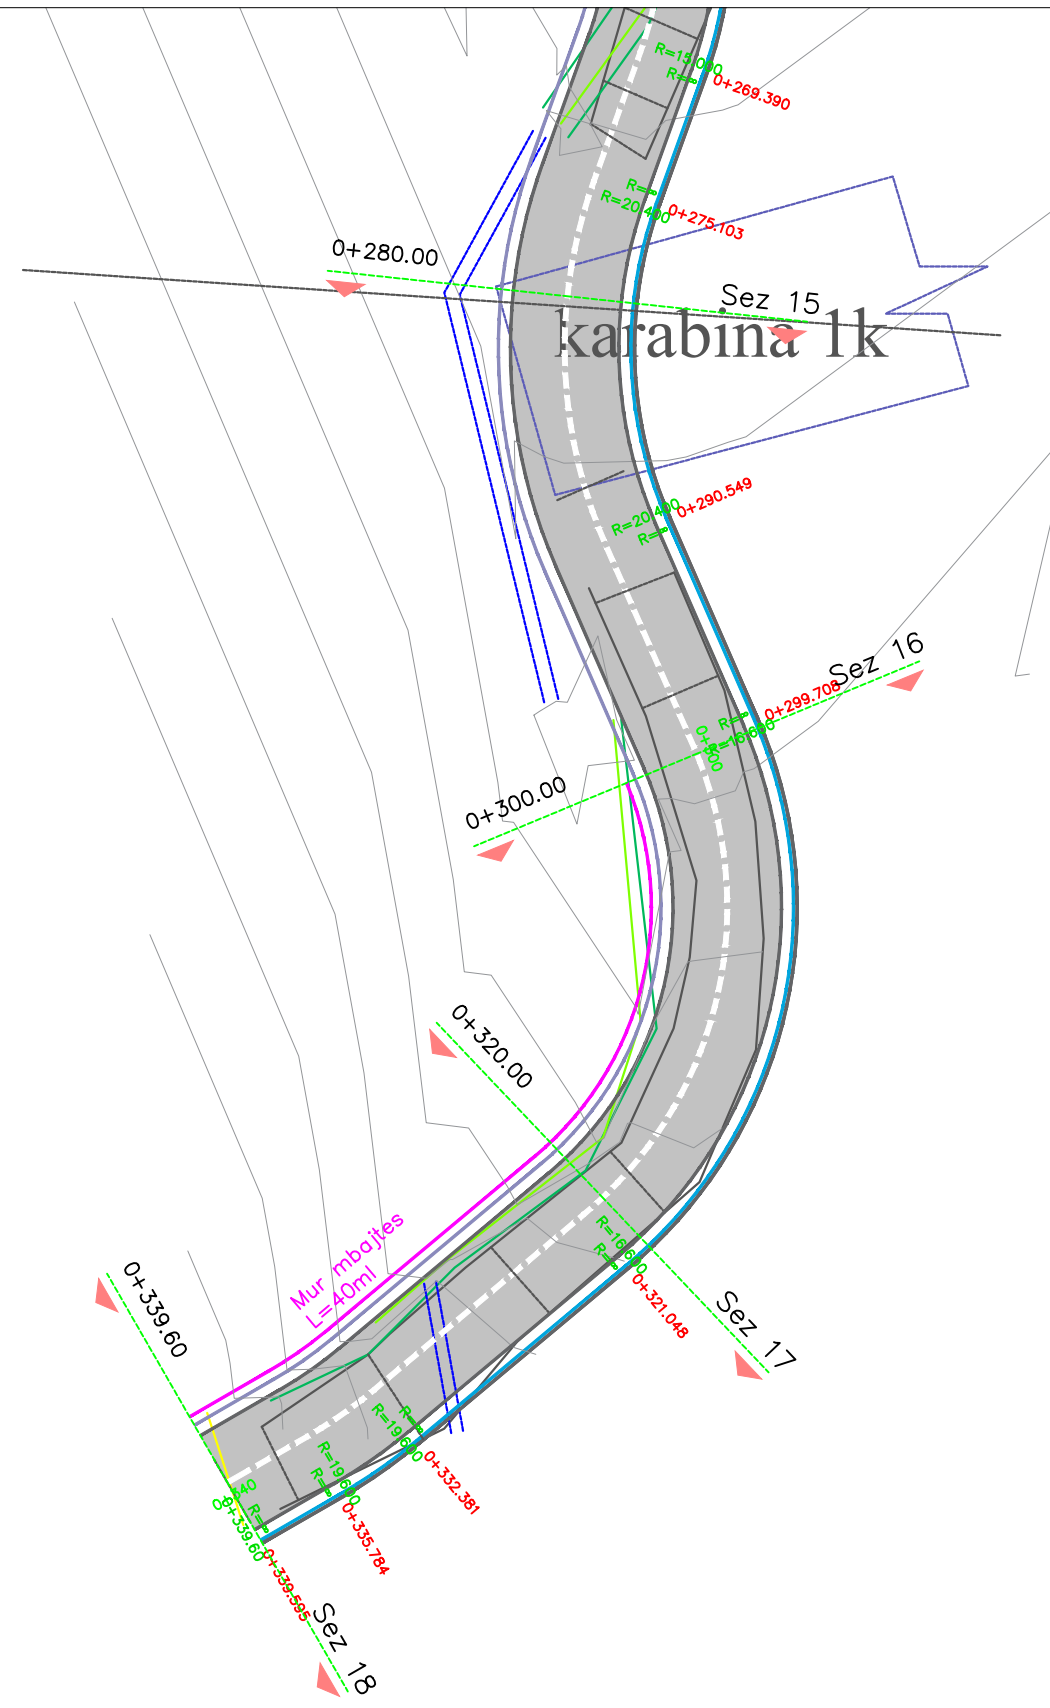 R=15.000
R=∞
0+269.390
R=∞
R=20.400
0+275.103
0+280.00
Sez 15
karabina 1k
R=20.400
0+290.549
R=∞
Sez 16
0+299.708
R=∞
R=16.600
0+300
0+300.00
0+320.00
Mur mbajtes
L=40ml
R=16.600
R=∞
0+321.048
Sez 17
0+339.60
R=∞
R=19.600
0+332.381
R=19.600
R=∞
0+335.784
R=∞
0+339.60
0+339.595
Sez 18